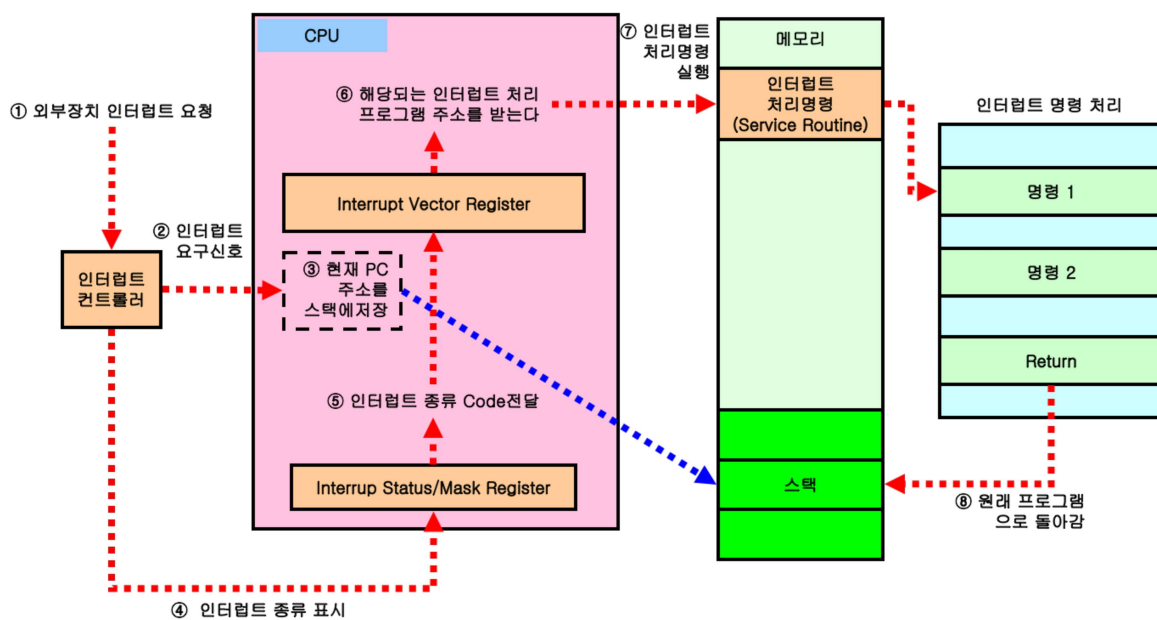 CPU
⑦ 인터럽트
처리명령
실행
메모리
① 외부장치 인터럽트 요청
⑥ 해당되는 인터럽트 처리
프로그램 주소를 받는다
인터럽트
처리명령
(Service Routine)
인터럽트 명령 처리
명령 1
Interrupt Vector Register
② 인터럽트
요구신호
③ 현재 PC
주소를
스택에저장
인터럽트
컨트롤러
명령 2
Return
⑤ 인터럽트 종류 Code전달
Interrup Status/Mask Register
스택
⑧ 원래 프로그램
으로 돌아감
④ 인터럽트 종류 표시